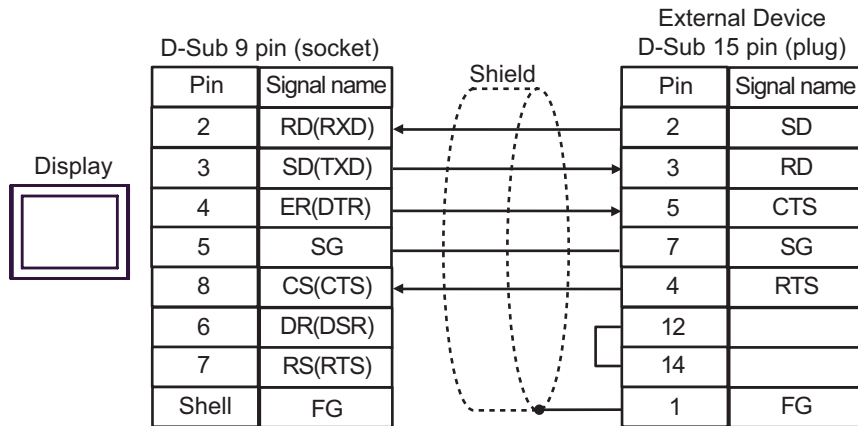 External Device
D-Sub 9 pin (socket) D-Sub 15 pin (plug)
Shield
Pin Signal name Pin Signal name
2 RD(RXD) 2 SD
Display
3 SD(TXD) 3 RD
4 ER(DTR) 5 CTS
5 SG 7 SG
8 CS(CTS) 4 RTS
6 DR(DSR) 12
7 RS(RTS) 14
Shell FG 1 FG